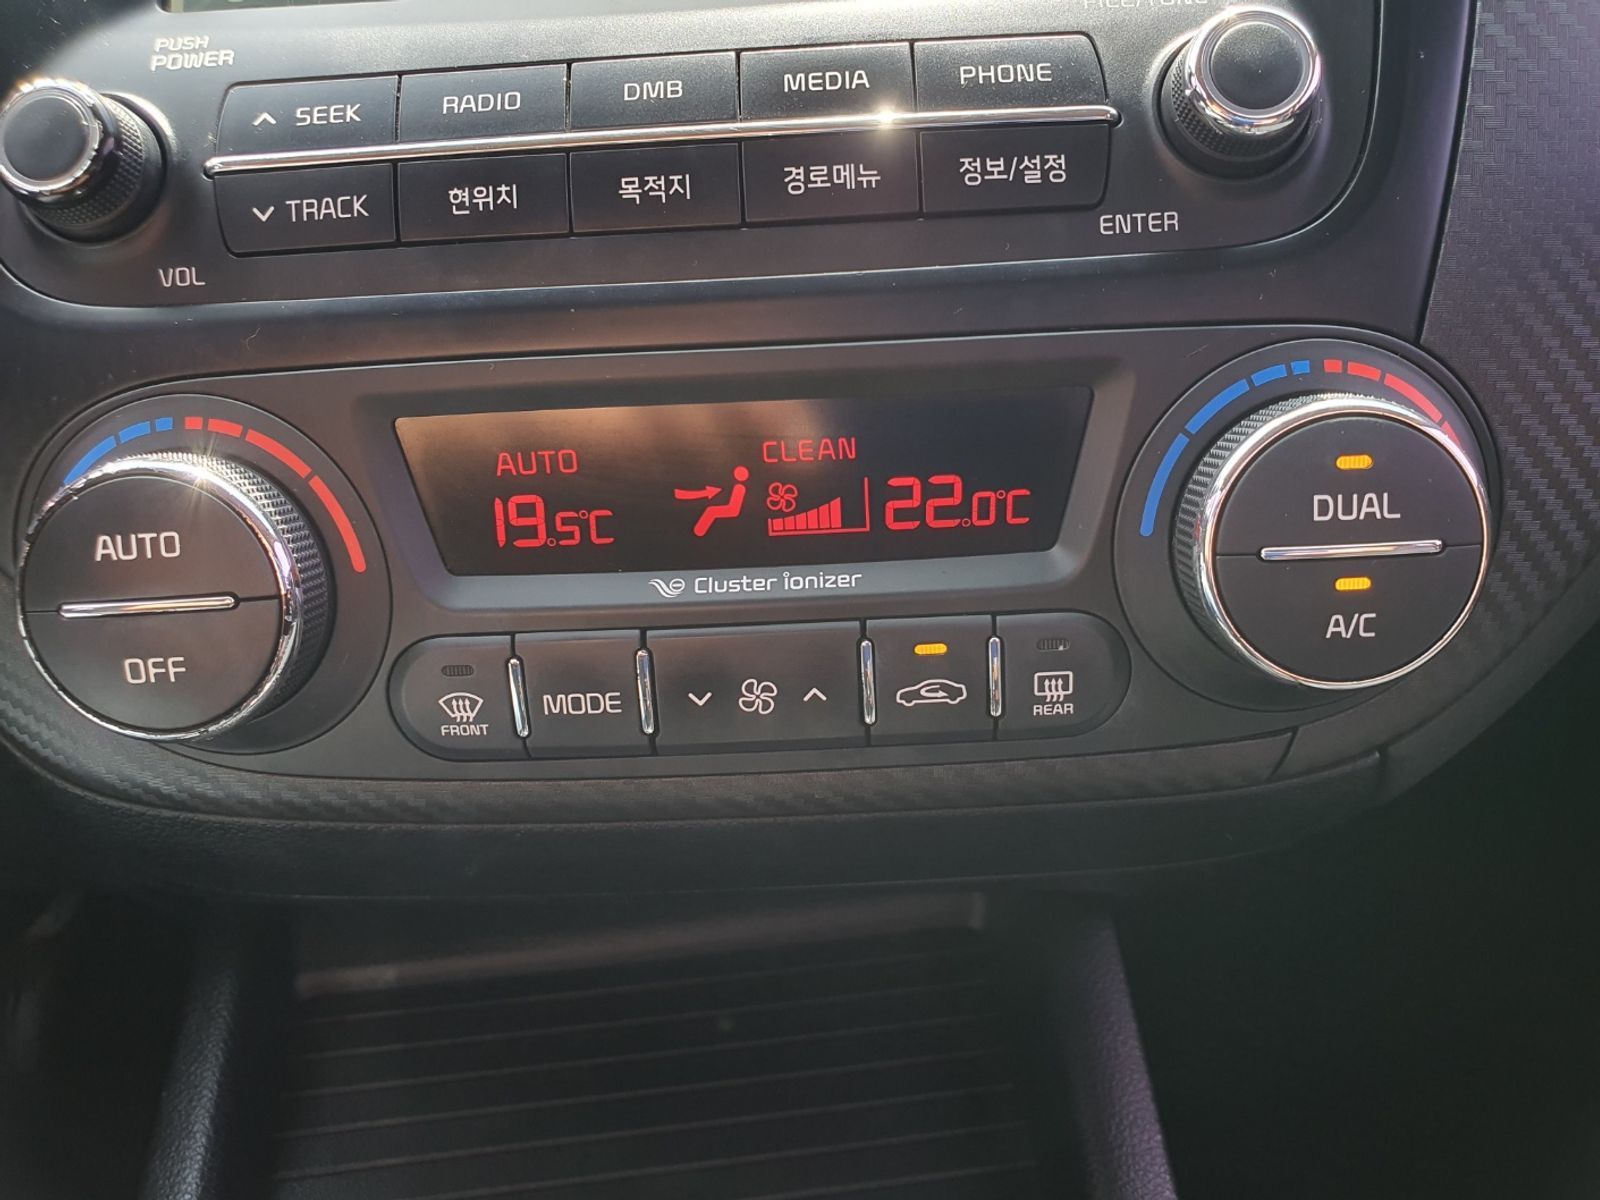 PUSH
POWER
SEEK
RADIO
DMB
MEDIA
PHONE
TRACK
현위치
목적지
경로메뉴
정보/설정
VOL
ENTER
AUTO
OFF
AUTO
19.5°C
CLEAN
22.0°C
Cluster ionizer
DUAL
A/C
FRONT
MODE
REAR